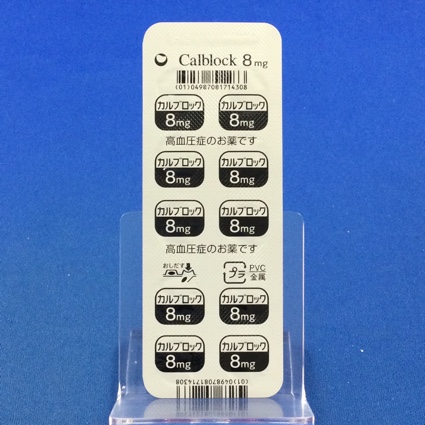 Calblock 8mg
(01)04987081714308
カルブロック カルブロック
8mg 8mg
高血圧症のお薬です
カルブロック カルブロック
8mg 8mg
カルブロック カルブロック
8mg 8mg
高血圧症のお薬です
おしだす プラ PVC
金属
カルブロック カルブロック
8mg 8mg
カルブロック カルブロック
8mg 8mg
(01)04987081714308